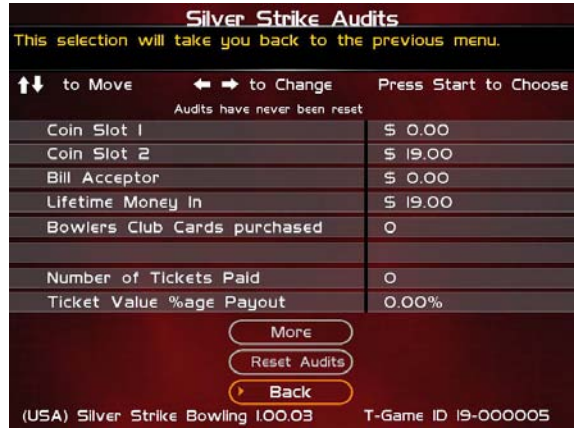 Silver Strike Audits
This selection will take you back to the previous menu.
to Move to Change Press Start to Choose
Audits have never been reset
Coin Slot 1 $ 0.00
Coin Slot 2 $ 19.00
Bill Acceptor $ 0.00
Lifetime Money In $ 19.00
Bowlers Club Cards purchased 0
Number of Tickets Paid 0
Ticket Value %age Payout 0.00%
More
Reset Audits
Back
(USA) Silver Strike Bowling 1.00.03 T-Game ID 19-000005